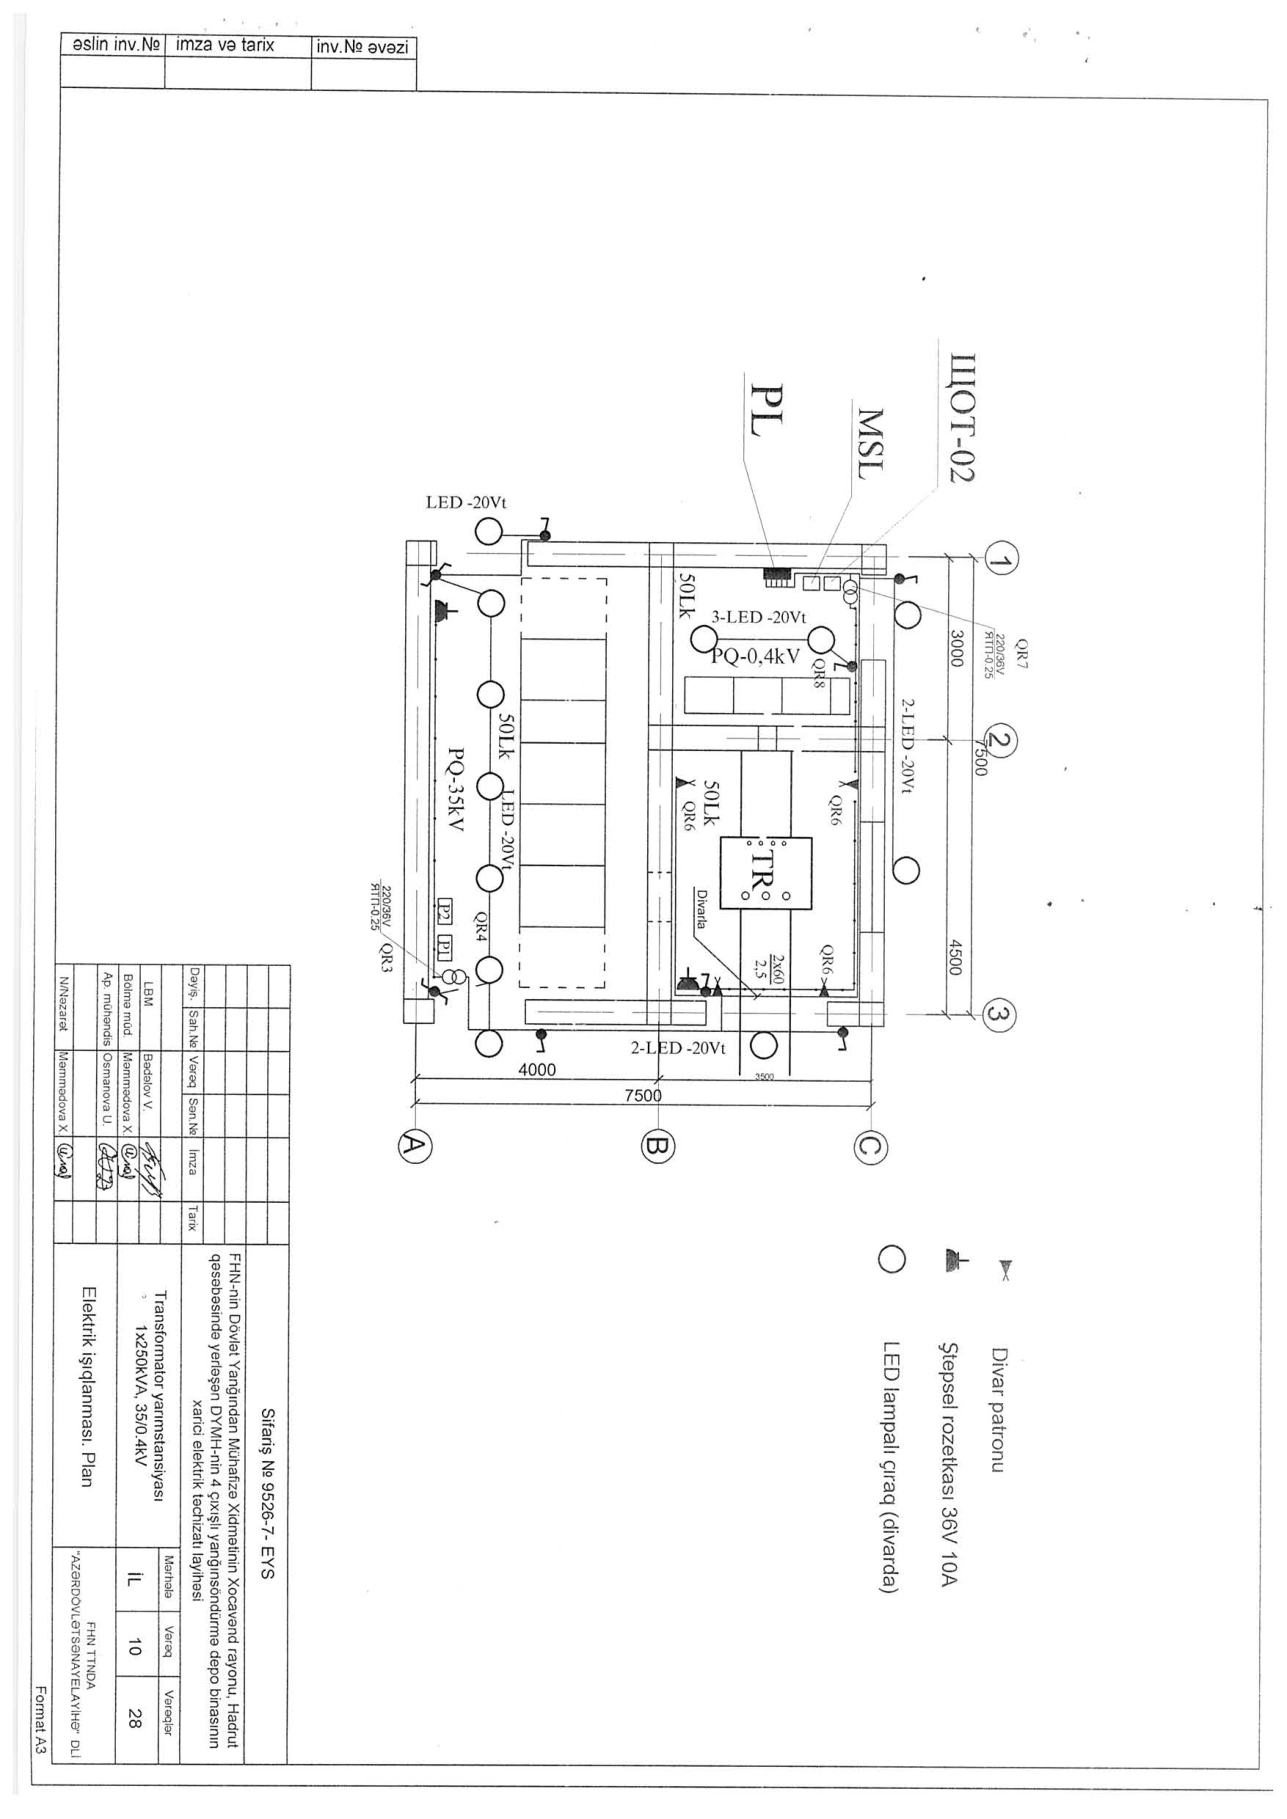 əslin inv.№
imza və tarix
inv.№ əvəzi
ЩОТ-02
MSL
PL
1
2
3
3000
4500
7500
QR7
220/36V
ЯТП-0.25
LED -20Vt
50Lk
3-LED -20Vt
PQ-0,4kV
QR8
2-LED -20Vt
50Lk
QR6
QR6
QR6
TR
Divarla
2x60
2,5
50Lk
LED -20Vt
PQ-35kV
QR4
P2
P1
220/36V
ЯТП-0.25
QR3
2-LED -20Vt
4000
3500
7500
A
B
C
Divar patronu
Ştepsel rozetkası 36V 10A
LED lampalı çıraq (divarda)
Sifariş № 9526-7- EYS
FHN-nin Dövlət Yanğından Mühafizə Xidmətinin Xocavənd rayonu, Hadrut
qəsəbəsində yerləşən DYMH-nin 4 çıxışlı yanğınsöndürmə depo binasının
xarici elektrik təchizatı layihəsi
Dəyiş. Sah.№ Vərəq Sən.№ İmza Tarix
LBM Bədəlov V.
Bölmə müd. Məmmədova X.
Ap. mühəndis Osmanova U.
N/Nəzarət Məmmədova X.
Transformator yarımstansiyası
1x250kVA, 35/0.4kV
Mərhələ Vərəq Vərəqlər
İL 10 28
Elektrik işıqlanması. Plan
FHN TTNDA
"AZƏRDÖVLƏTSƏNAYELAYİHƏ" DLİ
Format A3